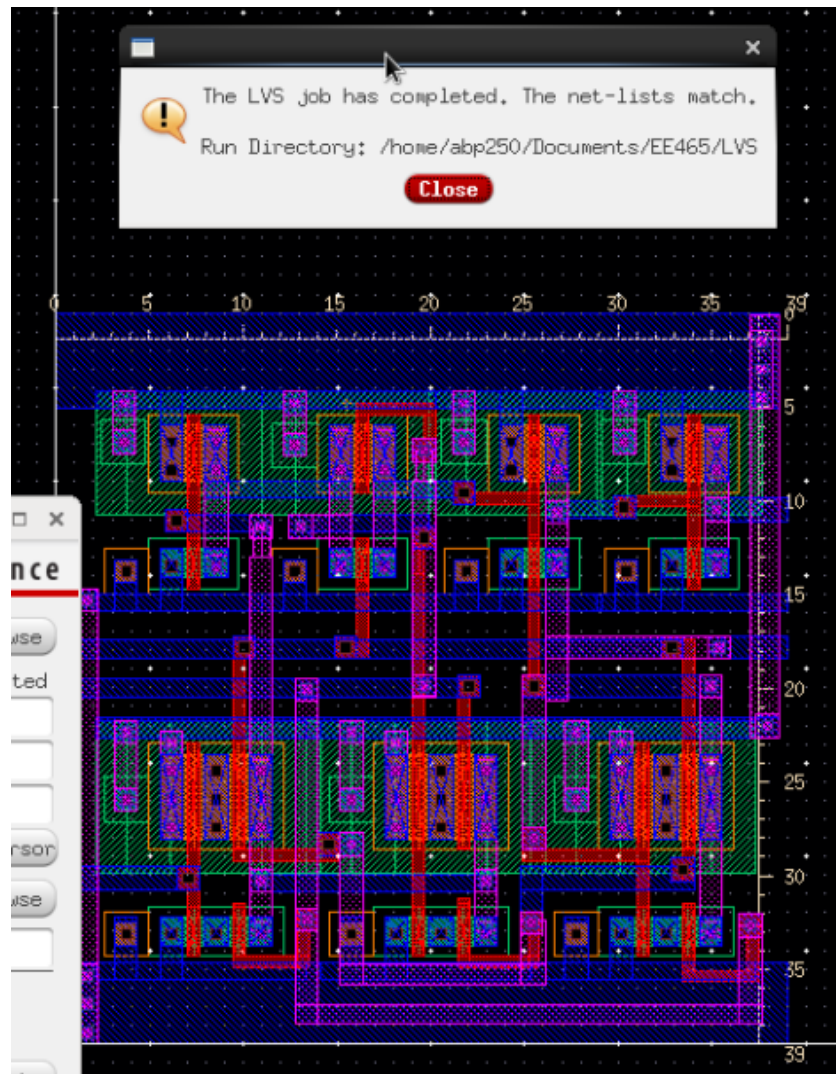 The LVS job has completed. The net-lists match.
Run Directory: /home/abp250/Documents/EE465/LVS
Close
0 5 10 15 20 25 30 35 39
0
5
10
15
20
25
30
35
39
nce
wse
ted
rsor
wse